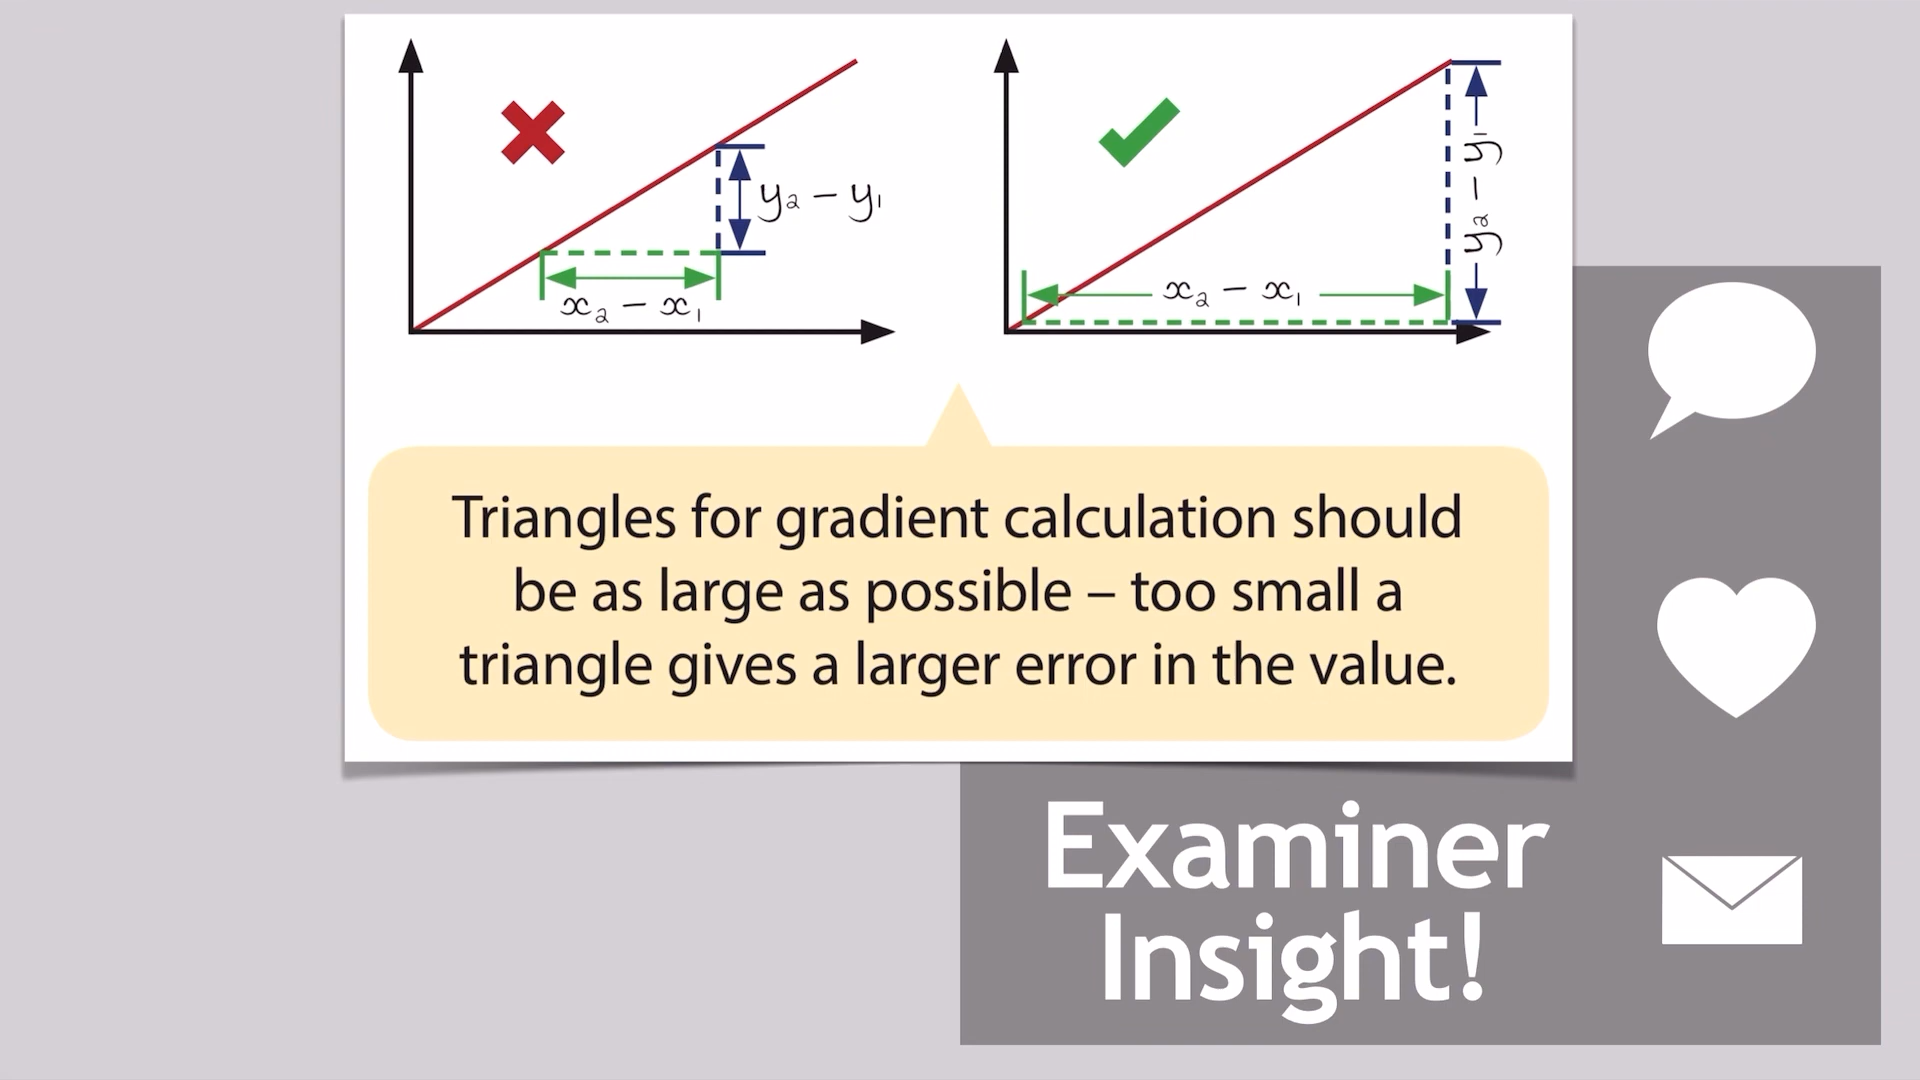 y₂ − y₁
x₂ − x₁
x₂ − x₁
y₂ − y₁
Triangles for gradient calculation should
be as large as possible – too small a
triangle gives a larger error in the value.
Examiner
Insight!